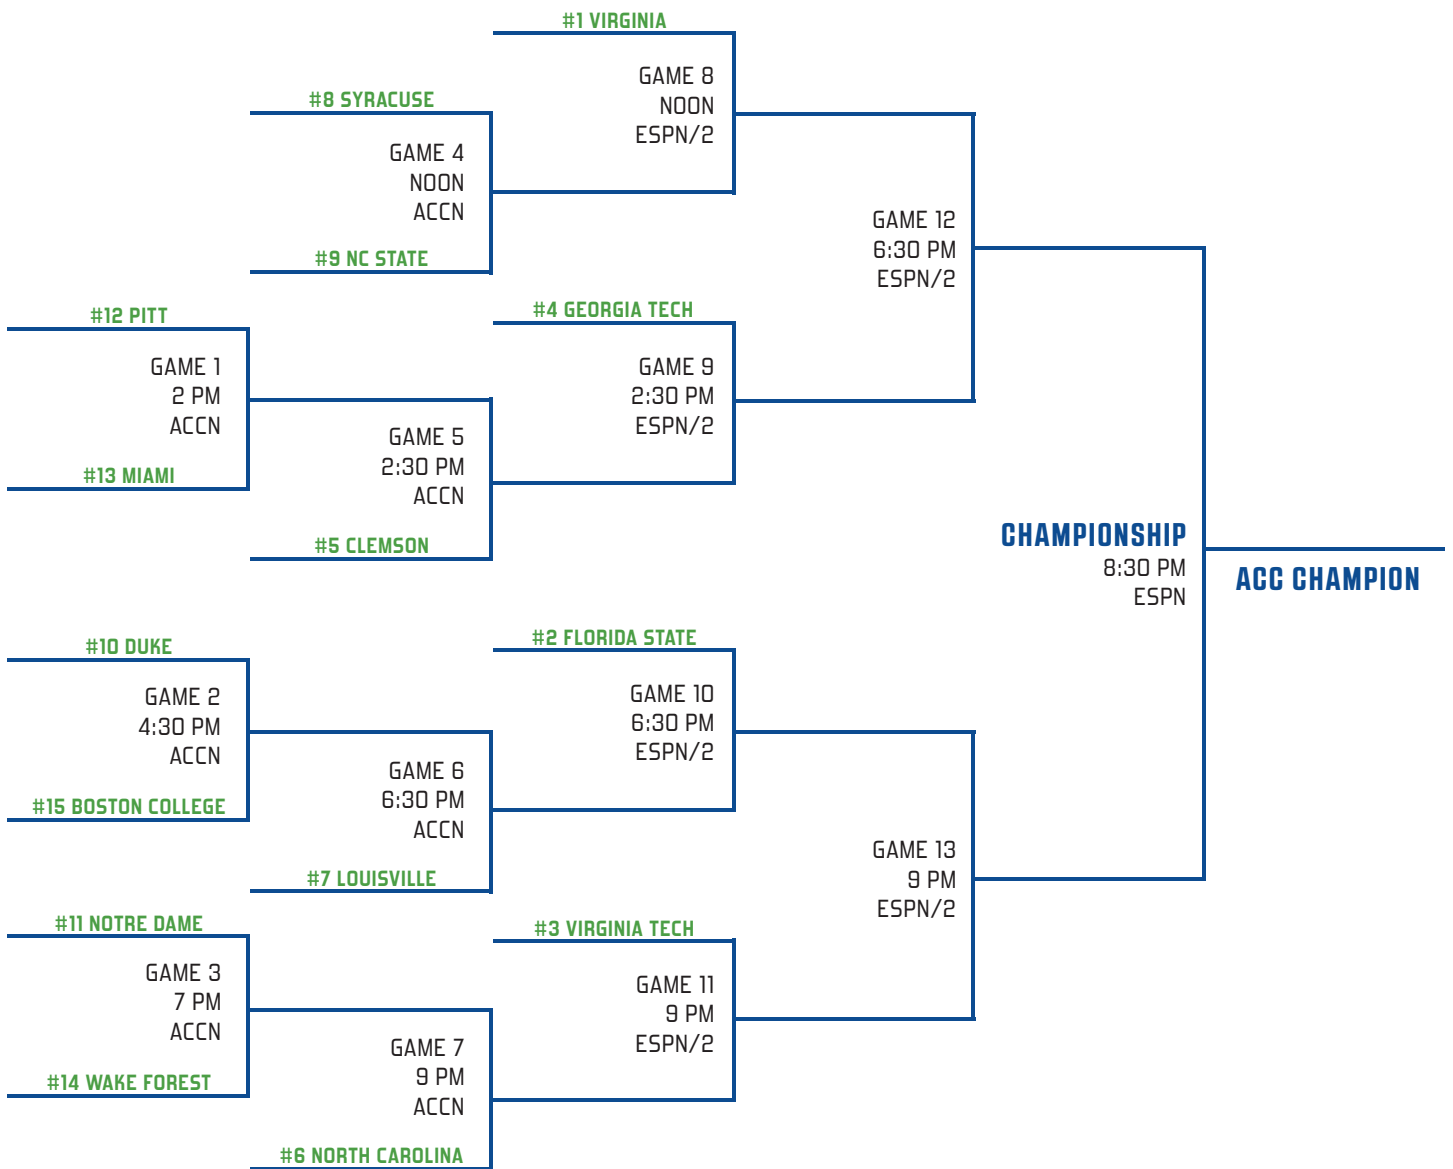 #1 VIRGINIA
GAME 8
NOON
ESPN/2
#8 SYRACUSE
GAME 4
NOON
ACCN
#9 NC STATE
GAME 12
6:30 PM
ESPN/2
#12 PITT
GAME 1
2 PM
ACCN
#13 MIAMI
#4 GEORGIA TECH
GAME 9
2:30 PM
ESPN/2
GAME 5
2:30 PM
ACCN
#5 CLEMSON
CHAMPIONSHIP
8:30 PM
ESPN
ACC CHAMPION
#10 DUKE
GAME 2
4:30 PM
ACCN
#15 BOSTON COLLEGE
#2 FLORIDA STATE
GAME 10
6:30 PM
ESPN/2
GAME 6
6:30 PM
ACCN
#7 LOUISVILLE
GAME 13
9 PM
ESPN/2
#11 NOTRE DAME
GAME 3
7 PM
ACCN
#14 WAKE FOREST
#3 VIRGINIA TECH
GAME 11
9 PM
ESPN/2
GAME 7
9 PM
ACCN
#6 NORTH CAROLINA